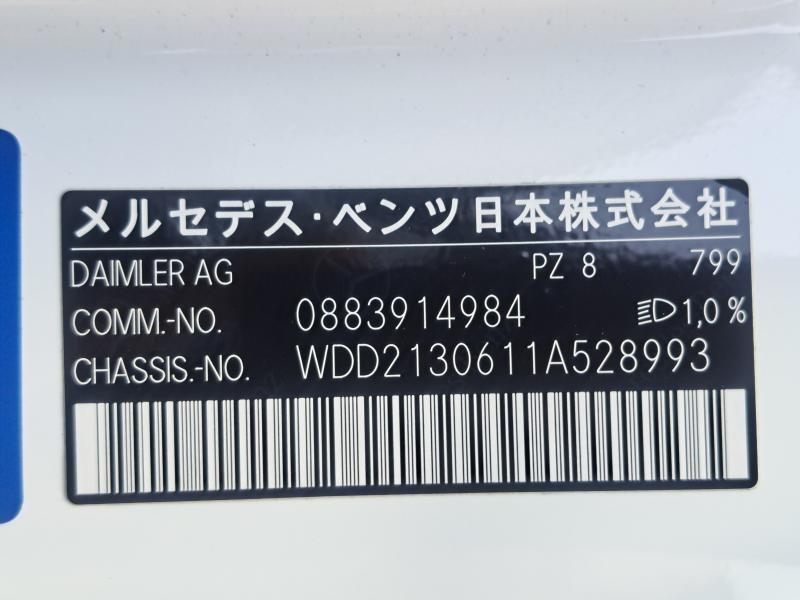 メルセデス・ベンツ日本株式会社
DAIMLER AG PZ 8 799
COMM.-NO. 0883914984 1,0 %
CHASSIS.-NO. WDD2130611A528993